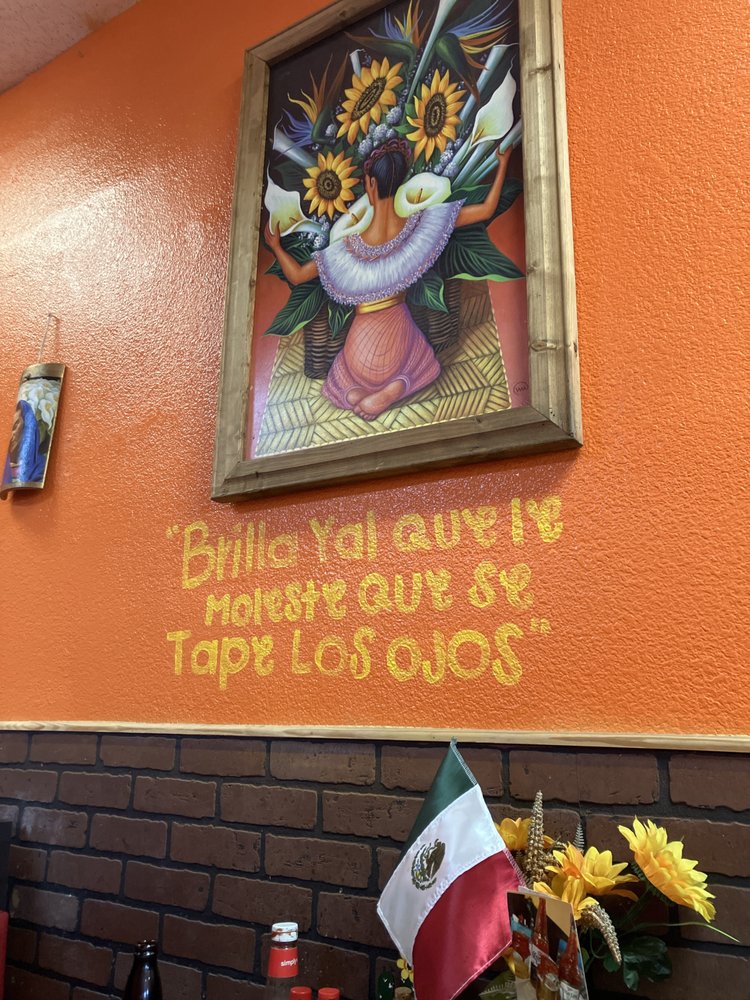 "Brilla Yal que le
Moleste que se
Tape Los ojos"
simply